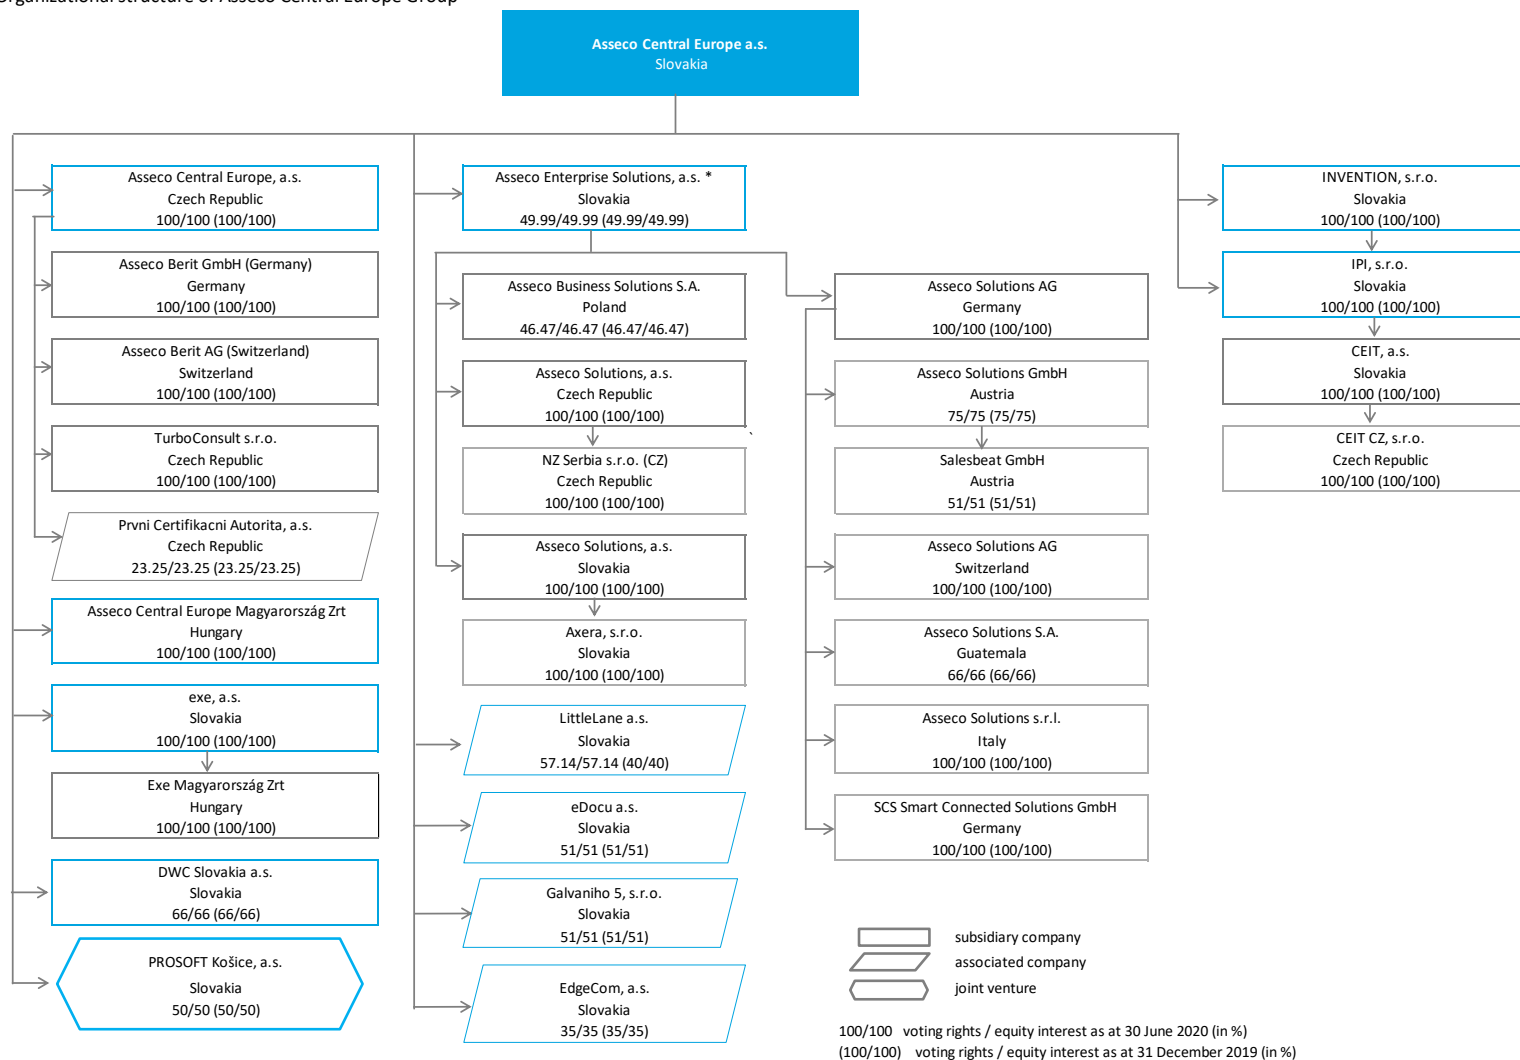 Organizational structure of Asseco Central Europe Group
Asseco Central Europe a.s.
Slovakia
Asseco Central Europe, a.s.
Czech Republic
100/100 (100/100)
Asseco Berit GmbH (Germany)
Germany
100/100 (100/100)
Asseco Berit AG (Switzerland)
Switzerland
100/100 (100/100)
TurboConsult s.r.o.
Czech Republic
100/100 (100/100)
Prvni Certifikacni Autorita, a.s.
Czech Republic
23.25/23.25 (23.25/23.25)
Asseco Central Europe Magyarország Zrt
Hungary
100/100 (100/100)
exe, a.s.
Slovakia
100/100 (100/100)
Exe Magyarország Zrt
Hungary
100/100 (100/100)
DWC Slovakia a.s.
Slovakia
66/66 (66/66)
PROSOFT Košice, a.s.
Slovakia
50/50 (50/50)
Asseco Enterprise Solutions, a.s. *
Slovakia
49.99/49.99 (49.99/49.99)
Asseco Business Solutions S.A.
Poland
46.47/46.47 (46.47/46.47)
Asseco Solutions, a.s.
Czech Republic
100/100 (100/100)
`
NZ Serbia s.r.o. (CZ)
Czech Republic
100/100 (100/100)
Asseco Solutions, a.s.
Slovakia
100/100 (100/100)
Axera, s.r.o.
Slovakia
100/100 (100/100)
LittleLane a.s.
Slovakia
57.14/57.14 (40/40)
eDocu a.s.
Slovakia
51/51 (51/51)
Galvaniho 5, s.r.o.
Slovakia
51/51 (51/51)
EdgeCom, a.s.
Slovakia
35/35 (35/35)
Asseco Solutions AG
Germany
100/100 (100/100)
Asseco Solutions GmbH
Austria
75/75 (75/75)
Salesbeat GmbH
Austria
51/51 (51/51)
Asseco Solutions AG
Switzerland
100/100 (100/100)
Asseco Solutions S.A.
Guatemala
66/66 (66/66)
Asseco Solutions s.r.l.
Italy
100/100 (100/100)
SCS Smart Connected Solutions GmbH
Germany
100/100 (100/100)
INVENTION, s.r.o.
Slovakia
100/100 (100/100)
IPI, s.r.o.
Slovakia
100/100 (100/100)
CEIT, a.s.
Slovakia
100/100 (100/100)
CEIT CZ, s.r.o.
Czech Republic
100/100 (100/100)
subsidiary company
associated company
joint venture
100/100 voting rights / equity interest as at 30 June 2020 (in %)
(100/100) voting rights / equity interest as at 31 December 2019 (in %)